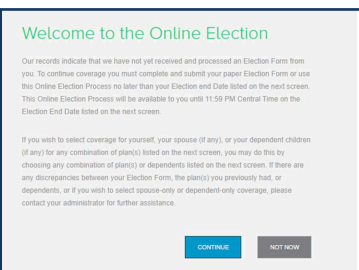 Welcome to the Online Election
Our records indicate that we have not yet received and processed an Election Form from
you. To continue coverage you must complete and submit your paper Election Form or use
this Online Election Process no later than your Election end Date listed on the next screen.
This Online Election Process will be available to you until 11:59 PM Central Time on the
Election End Date listed on the next screen.
If you wish to select coverage for yourself, your spouse (if any), or your dependent children
(if any) for any combination of plan(s) listed on the next screen, you may do this by
choosing any combination of plan(s) or dependents listed on the next screen. If there are
any discrepancies between your Election Form, the plan(s) you previously had, or
dependents, or if you wish to select spouse-only or dependent-only coverage, please
contact your administrator for further assistance.
CONTINUE
NOT NOW